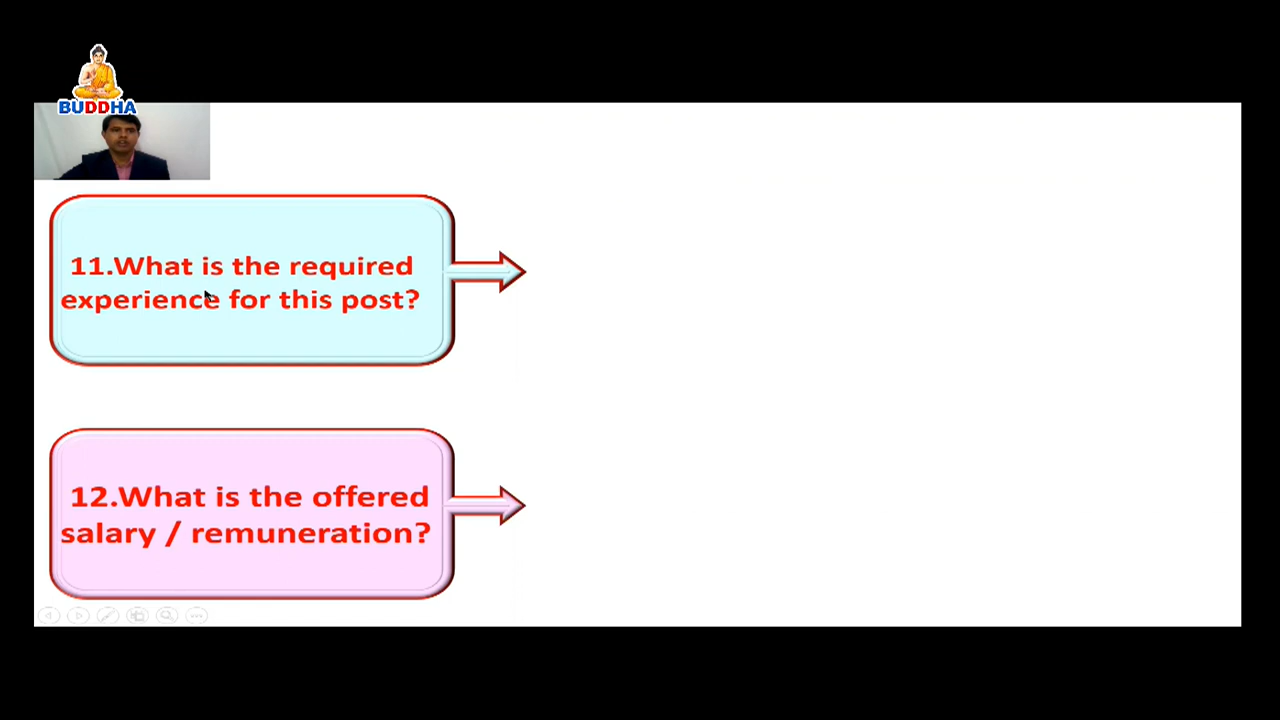 BUDDHA
11.What is the required
experience for this post?
12.What is the offered
salary / remuneration?